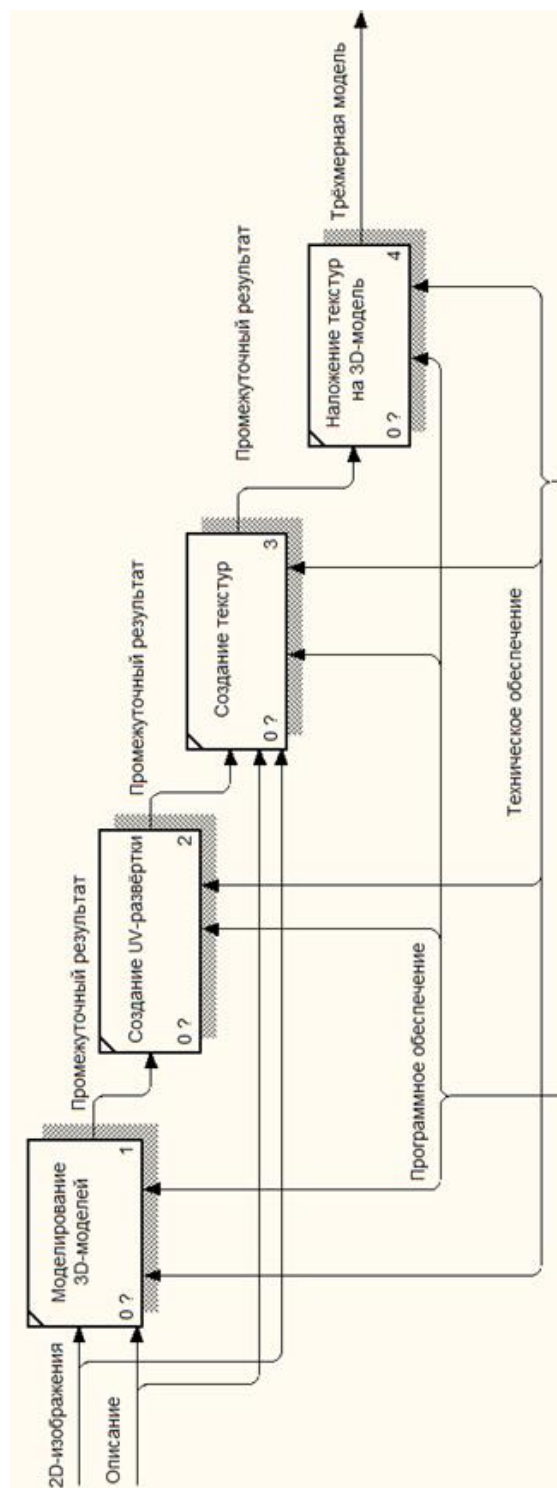 2D-изображения
Описание
Моделирование
3D-моделей
0 ?
1
Промежуточный результат
Создание UV-развёртки
0 ?
2
Промежуточный результат
Создание текстур
0 ?
3
Промежуточный результат
Наложение текстур
на 3D-модель
0 ?
4
Трёхмерная модель
Программное обеспечение
Техническое обеспечение